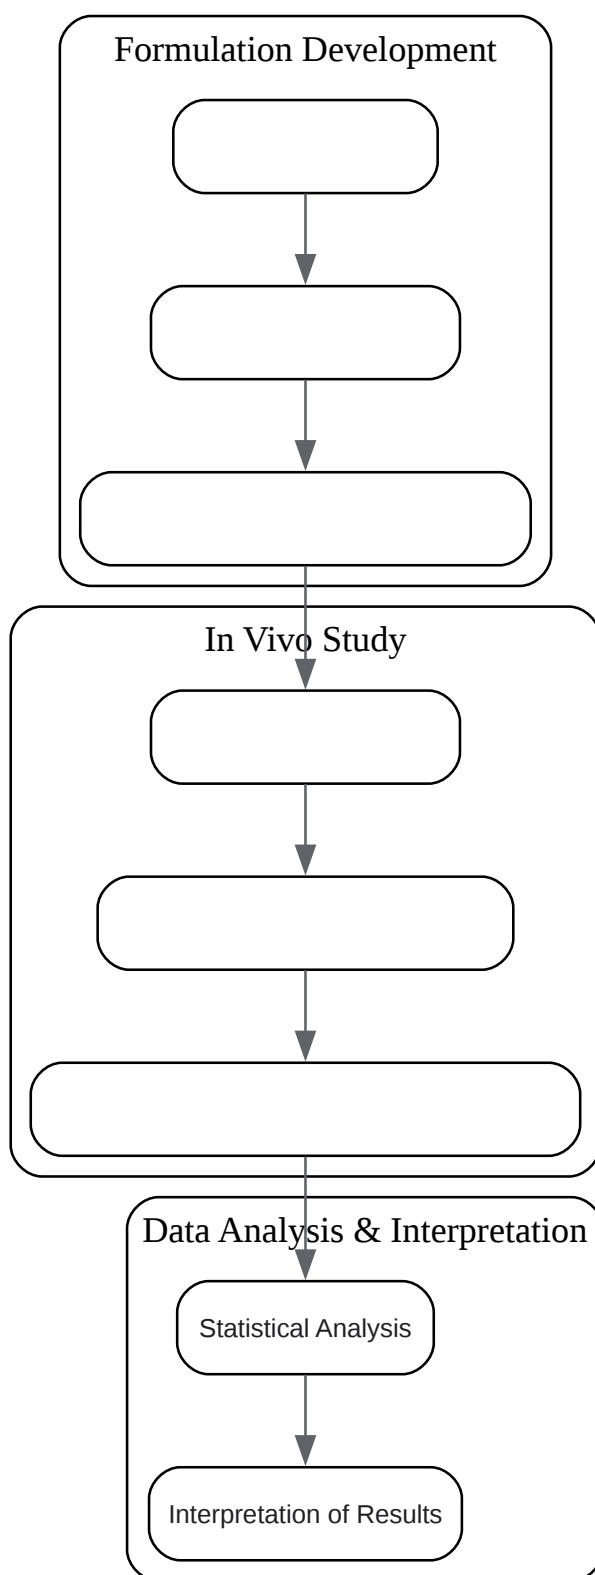 Formulation Development
In Vivo Study
Data Analysis & Interpretation
Statistical Analysis
Interpretation of Results